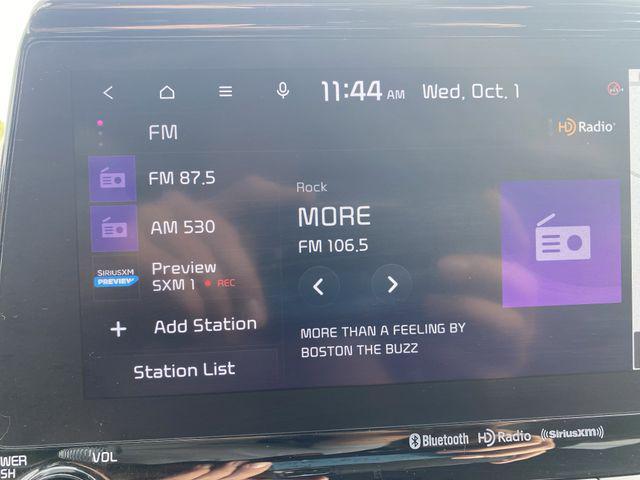 11:44 AM Wed, Oct. 1
FM
HD Radio
FM 87.5
AM 530
SIRIUSXM
PREVIEW
Preview
SXM 1 REC
Add Station
Station List
Rock
MORE
FM 106.5
MORE THAN A FEELING BY
BOSTON THE BUZZ
Bluetooth HD Radio ((SiriusXM))
OWER
SH
VOL